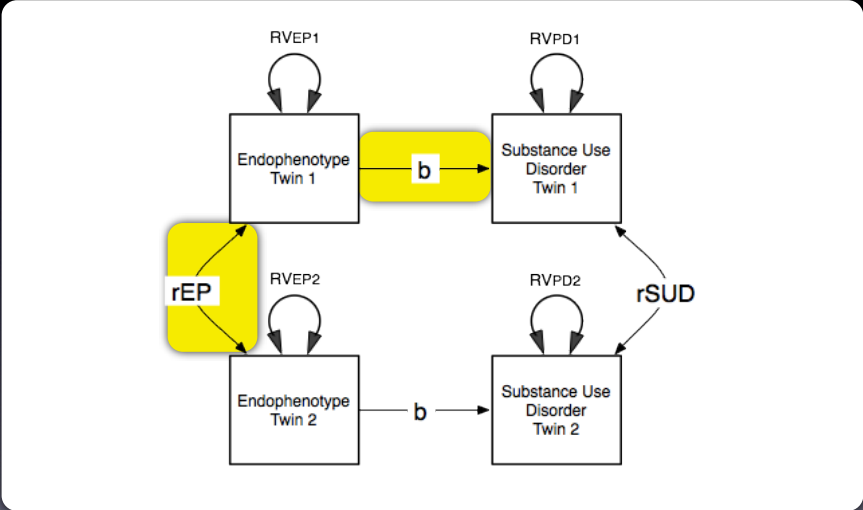 RVEP1
RVPD1
Endophenotype
Twin 1
b
Substance Use
Disorder
Twin 1
rEP
rSUD
RVEP2
RVPD2
Endophenotype
Twin 2
b
Substance Use
Disorder
Twin 2